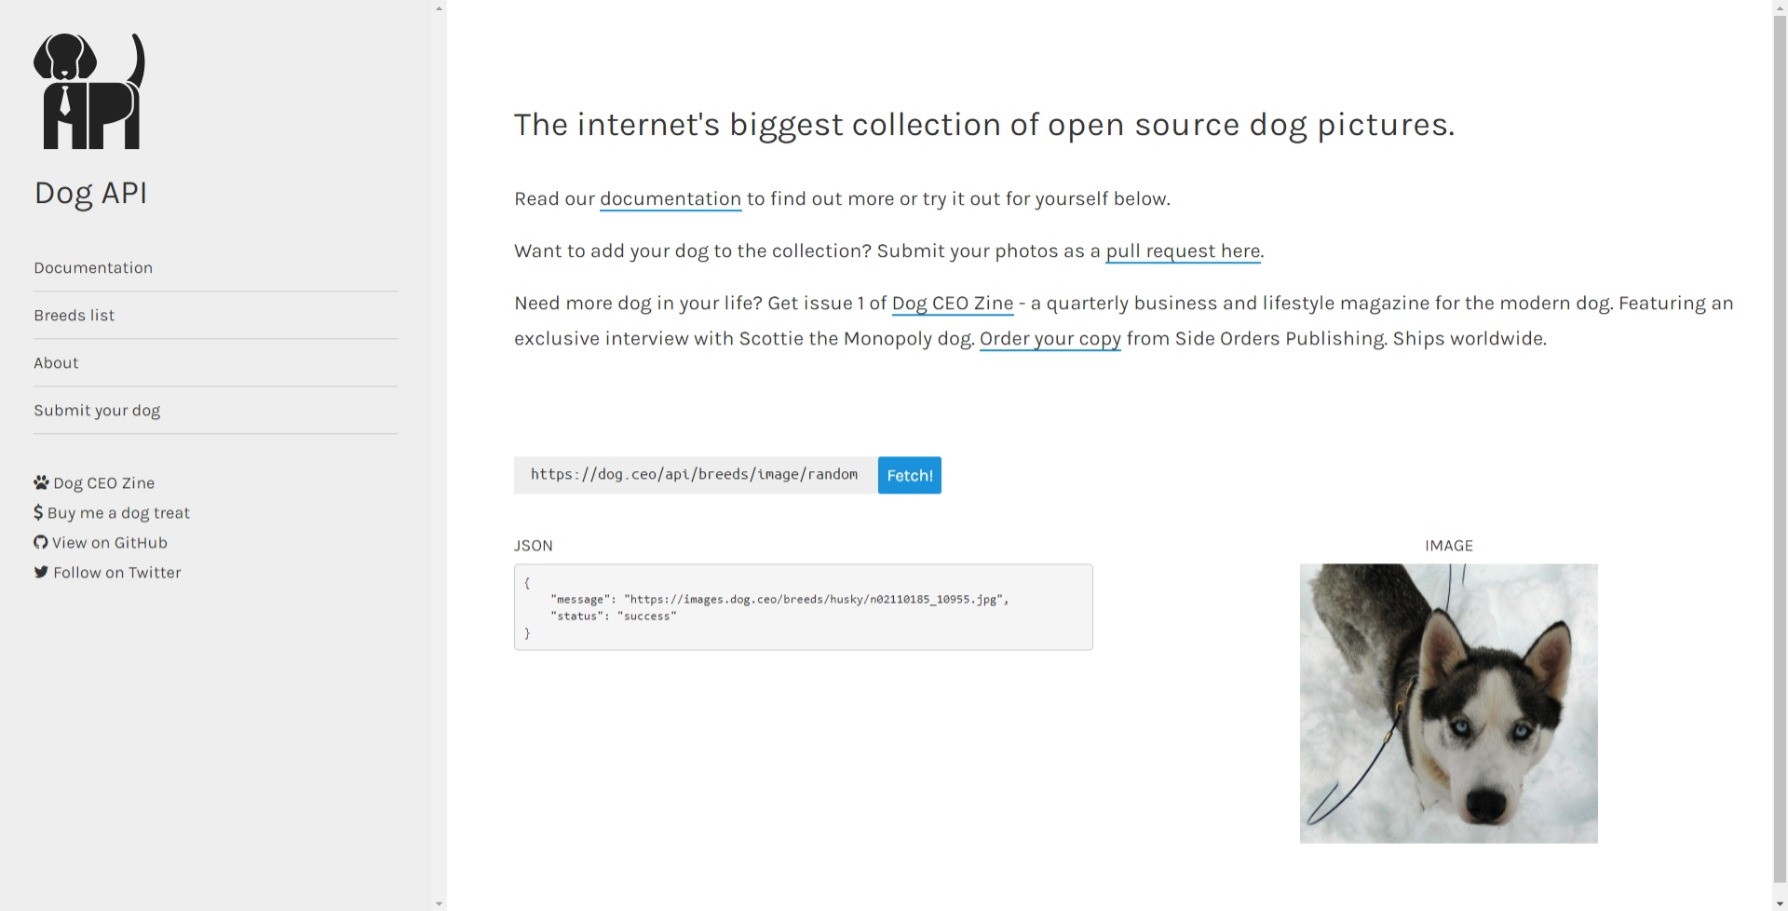 API
Dog API
Documentation
Breeds list
About
Submit your dog
Dog CEO Zine
Buy me a dog treat
View on GitHub
Follow on Twitter
The internet's biggest collection of open source dog pictures.
Read our documentation to find out more or try it out for yourself below.
Want to add your dog to the collection? Submit your photos as a pull request here.
Need more dog in your life? Get issue 1 of Dog CEO Zine - a quarterly business and lifestyle magazine for the modern dog. Featuring an
exclusive interview with Scottie the Monopoly dog. Order your copy from Side Orders Publishing. Ships worldwide.
https://dog.ceo/api/breeds/image/random Fetch!
JSON
{
"message": "https://images.dog.ceo/breeds/husky/n02110185_10955.jpg",
"status": "success"
}
IMAGE